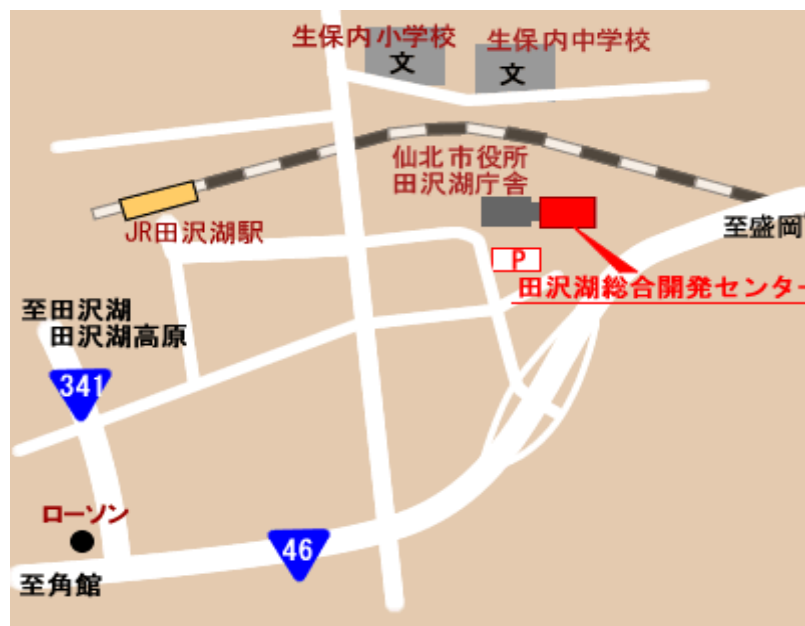 生保内小学校
生保内中学校
文
文
仙北市役所
田沢湖庁舎
JR田沢湖駅
至盛岡
P
田沢湖総合開発センター
至田沢湖
田沢湖高原
341
ローソン
46
至角館